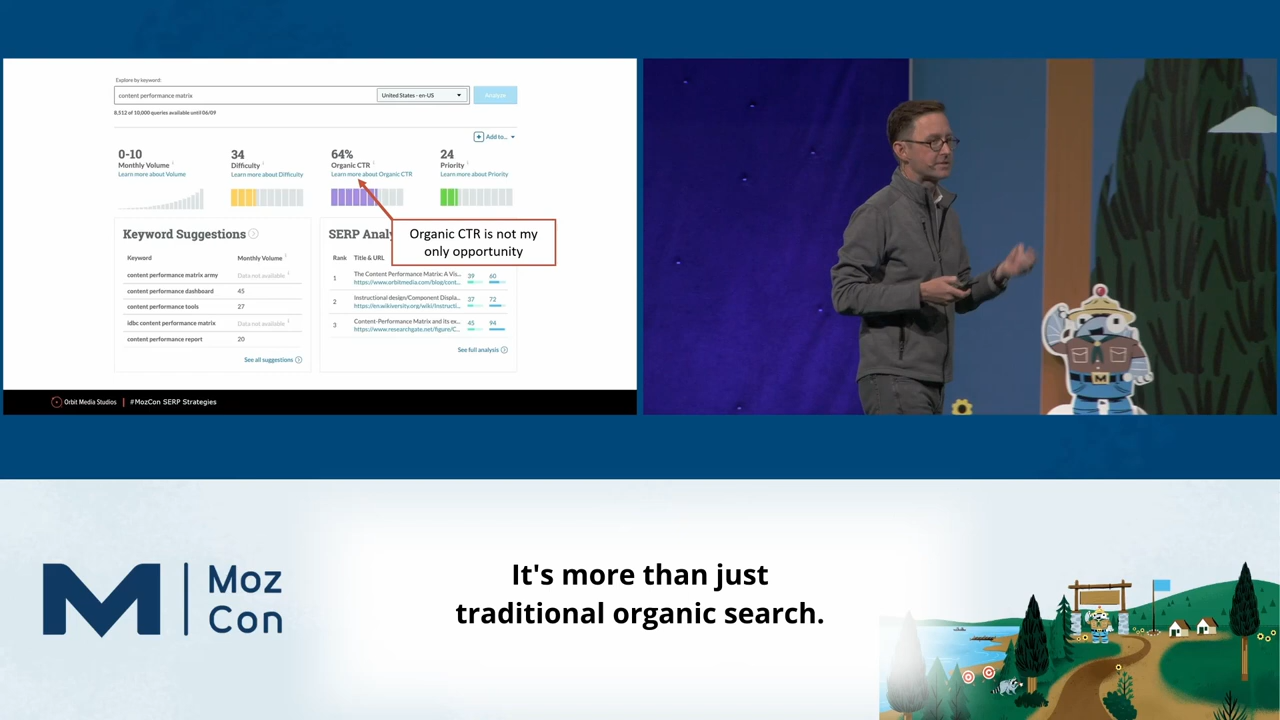 Explore by keyword:
content performance matrix
United States - en-US
Analyze
8,512 of 10,000 queries available until 06/09
Add to...
0-10
Monthly Volume
Learn more about Volume
34
Difficulty
Learn more about Difficulty
64%
Organic CTR
Learn more about Organic CTR
24
Priority
Learn more about Priority
Organic CTR is not my
only opportunity
Keyword Suggestions
Keyword Monthly Volume
content performance matrix army Data not available
content performance dashboard 45
content performance tools 27
idbc content performance matrix Data not available
content performance report 20
See all suggestions
SERP Analy
Rank Title & URL
1 The Content Performance Matrix: A Vis... 39 60
https://www.orbitmedia.com/blog/cont...
2 Instructional design/Component Displa... 37 72
https://en.wikiversity.org/wiki/Instructi...
3 Content-Performance Matrix and its ex... 45 94
https://www.researchgate.net/figure/C...
See full analysis
Orbit Media Studios | #MozCon SERP Strategies
M
M
Moz
Con
It's more than just
traditional organic search.